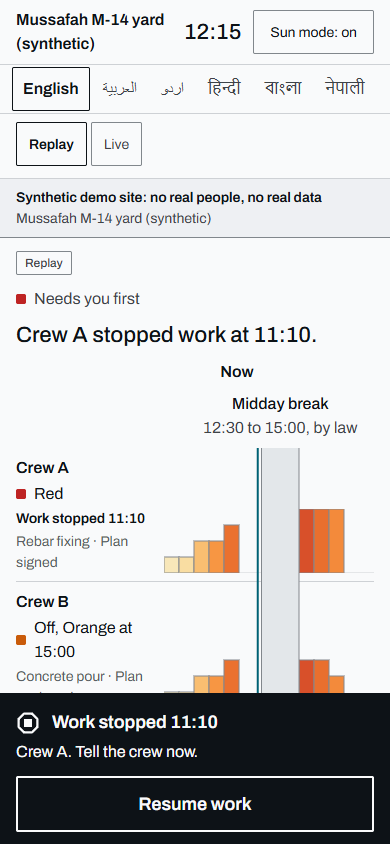 Mussafah M-14 yard
(synthetic)
12:15
Sun mode: on
English
العربية
اردو
हिन्दी
বাংলা
नेपाली
Replay
Live
Synthetic demo site: no real people, no real data
Mussafah M-14 yard (synthetic)
Replay
Needs you first
Crew A stopped work at 11:10.
Now
Midday break
12:30 to 15:00, by law
Crew A
Red
Work stopped 11:10
Rebar fixing · Plan
signed
Crew B
Off, Orange at
15:00
Concrete pour · Plan
Work stopped 11:10
Crew A. Tell the crew now.
Resume work